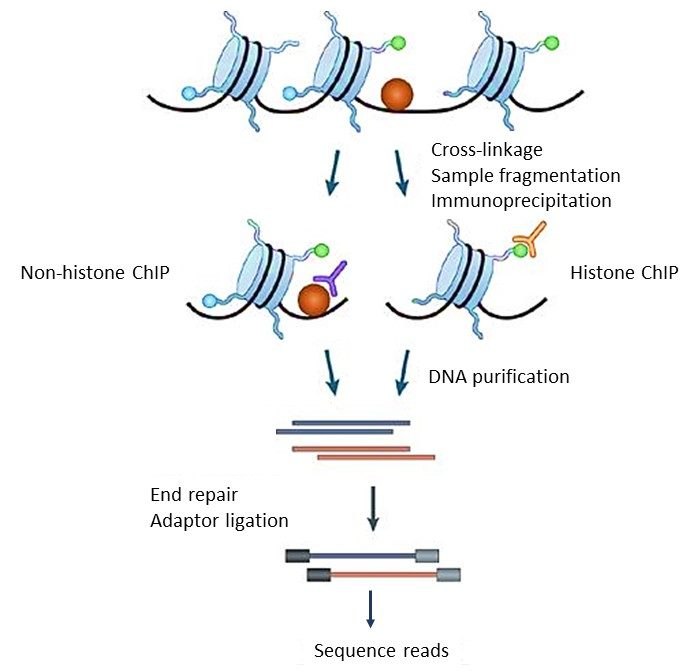 Cross-linkage
Sample fragmentation
Immunoprecipitation
Non-histone ChIP
Histone ChIP
DNA purification
End repair
Adaptor ligation
Sequence reads